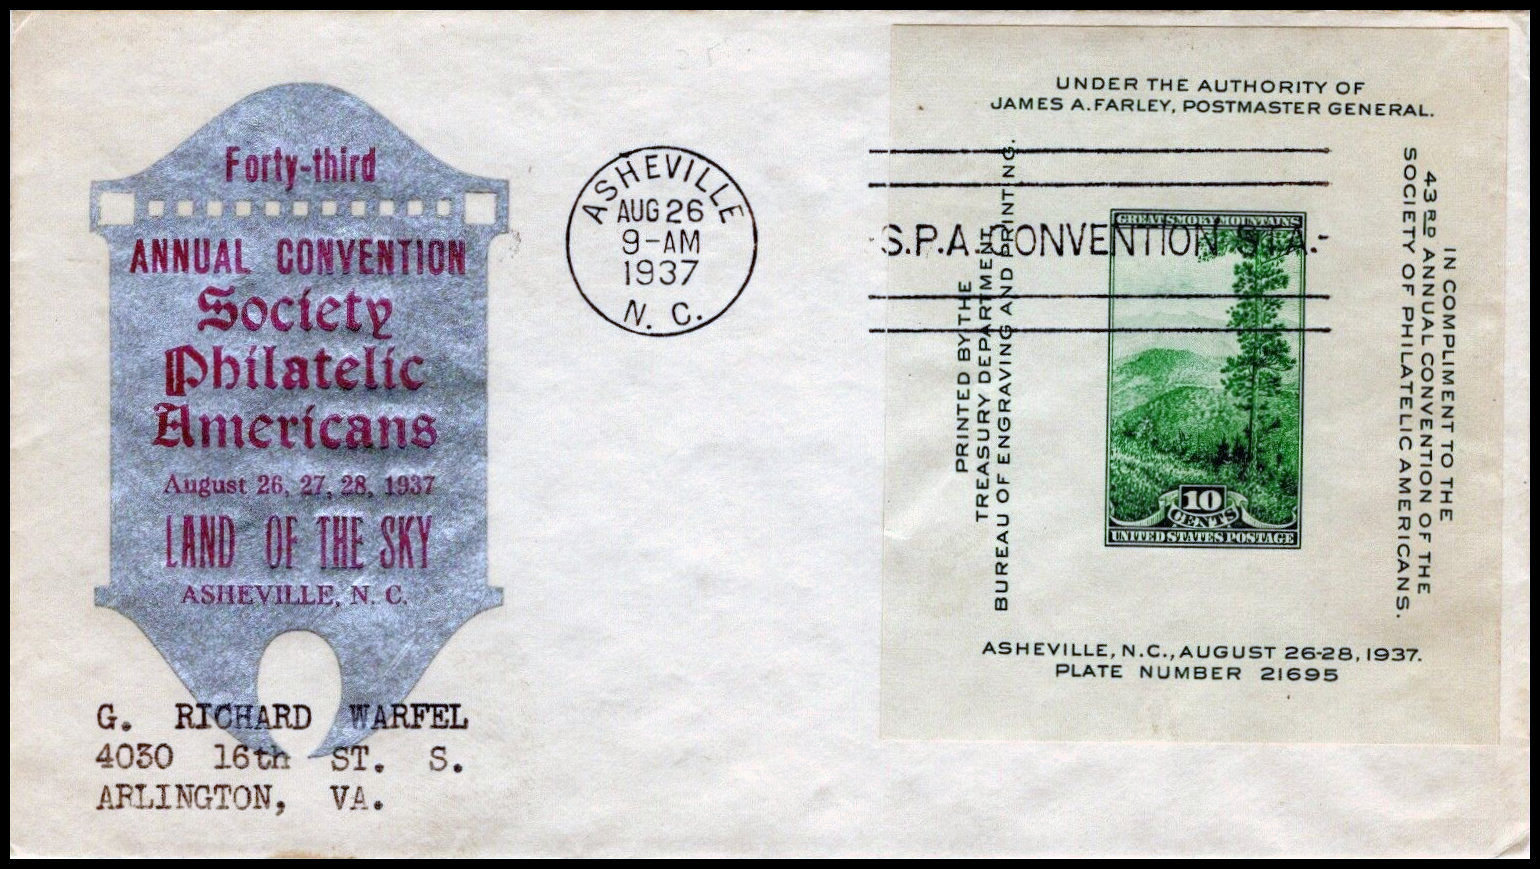 Forty-third
ANNUAL CONVENTION
Society
Philatelic
Americans
August 26, 27, 28, 1937
LAND OF THE SKY
ASHEVILLE, N. C.
G. RICHARD WARFEL
4030 16th ST. S.
ARLINGTON, VA.
ASHEVILLE
AUG 26
9-AM
1937
N. C.
S.P.A. CONVENTION STA.-
UNDER THE AUTHORITY OF
JAMES A. FARLEY, POSTMASTER GENERAL.
PRINTED BY THE
TREASURY DEPARTMENT
BUREAU OF ENGRAVING AND PRINTING.
GREAT SMOKY MOUNTAINS
10
CENTS
UNITED STATES POSTAGE
IN COMPLIMENT TO THE
43RD ANNUAL CONVENTION OF THE
SOCIETY OF PHILATELIC AMERICANS.
ASHEVILLE, N.C., AUGUST 26-28, 1937.
PLATE NUMBER 21695